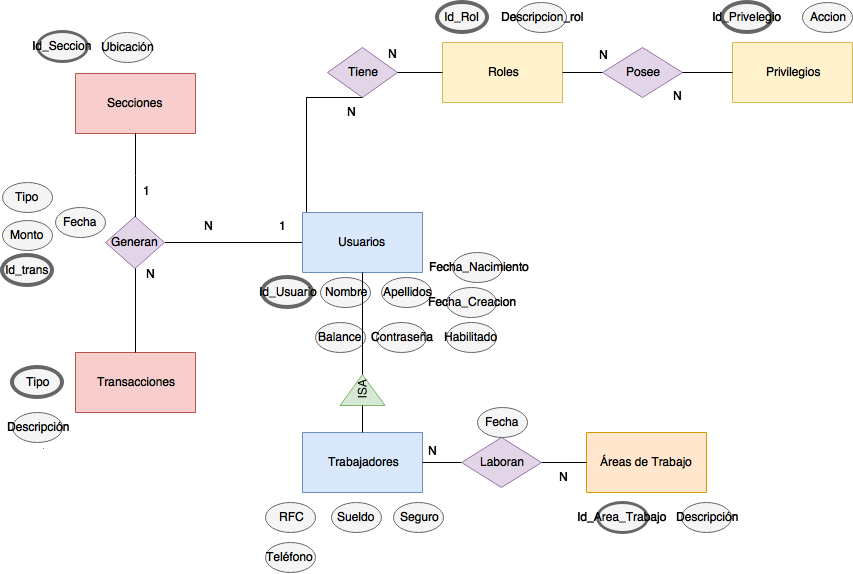 Id_Rol
Descripcion_rol
Id_Privelegio
Accion
Id_Seccion
Ubicación
N
N
Tiene
Roles
Posee
Privilegios
Secciones
N
N
1
Tipo
Fecha
Monto
Generan
N
1
Usuarios
Id_trans
N
Fecha_Nacimiento
Id_Usuario
Nombre
Apellidos
Fecha_Creacion
Balance
Contraseña
Habilitado
Tipo
Transacciones
ISA
Descripción
Fecha
N
Trabajadores
Laboran
Áreas de Trabajo
N
RFC
Sueldo
Seguro
Id_Area_Trabajo
Descripción
Teléfono